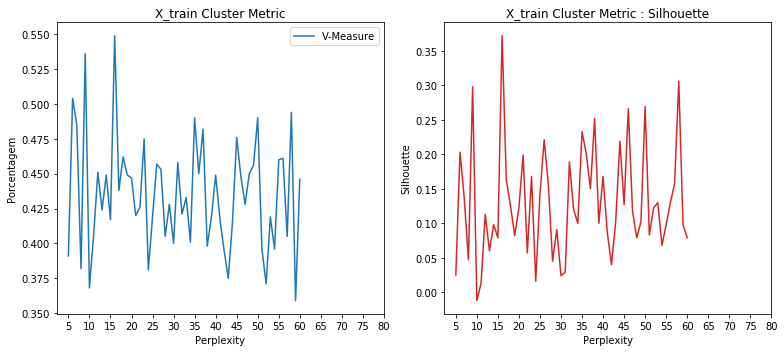 X_train Cluster Metric
V-Measure
Porcentagem
0.550
0.525
0.500
0.475
0.450
0.425
0.400
0.375
0.350
5 10 15 20 25 30 35 40 45 50 55 60 65 70 75 80
Perplexity
X_train Cluster Metric : Silhouette
Silhouette
0.35
0.30
0.25
0.20
0.15
0.10
0.05
0.00
5 10 15 20 25 30 35 40 45 50 55 60 65 70 75 80
Perplexity